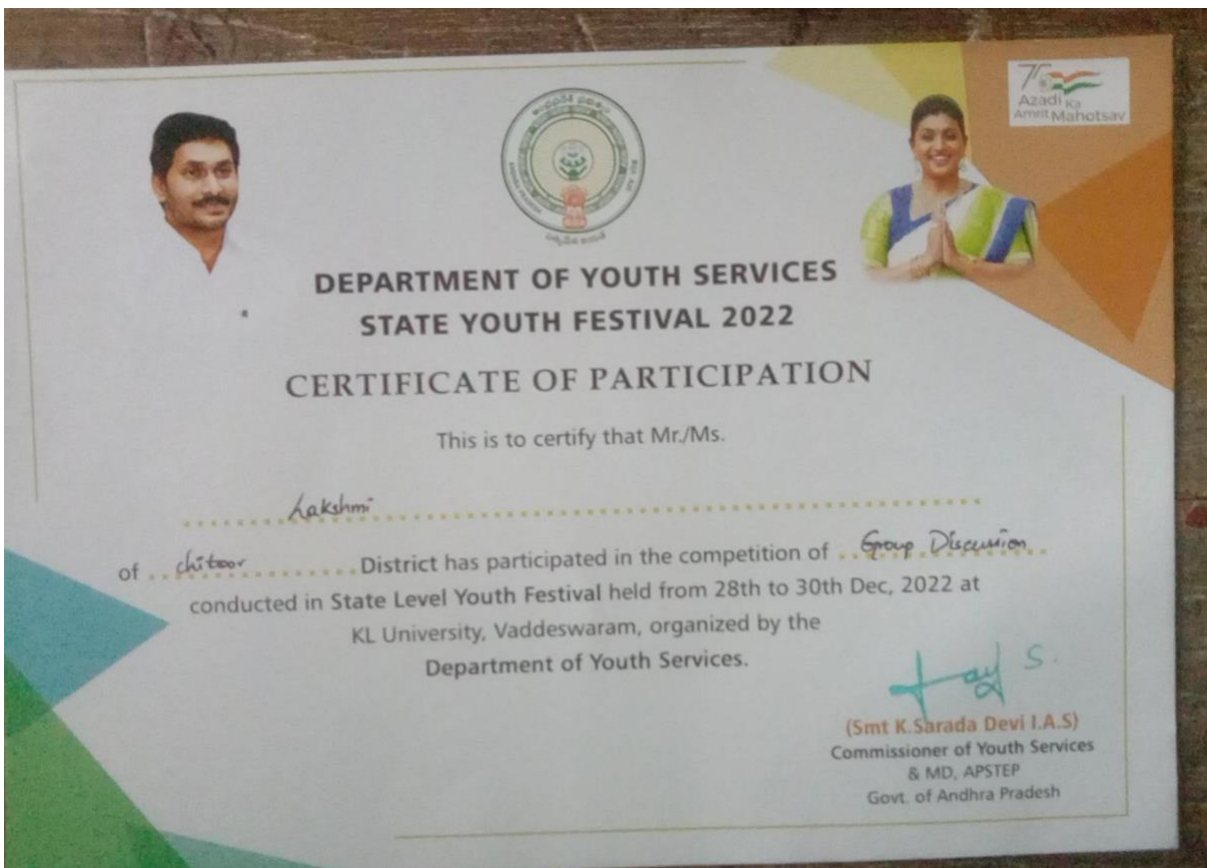 75
Azadi Ka
Amrit Mahotsav
DEPARTMENT OF YOUTH SERVICES
STATE YOUTH FESTIVAL 2022
CERTIFICATE OF PARTICIPATION
This is to certify that Mr./Ms.
Lakshmi
of chitoor District has participated in the competition of Group Discussion
conducted in State Level Youth Festival held from 28th to 30th Dec, 2022 at
KL University, Vaddeswaram, organized by the
Department of Youth Services.
(Smt K.Sarada Devi I.A.S)
Commissioner of Youth Services
& MD, APSTEP
Govt. of Andhra Pradesh